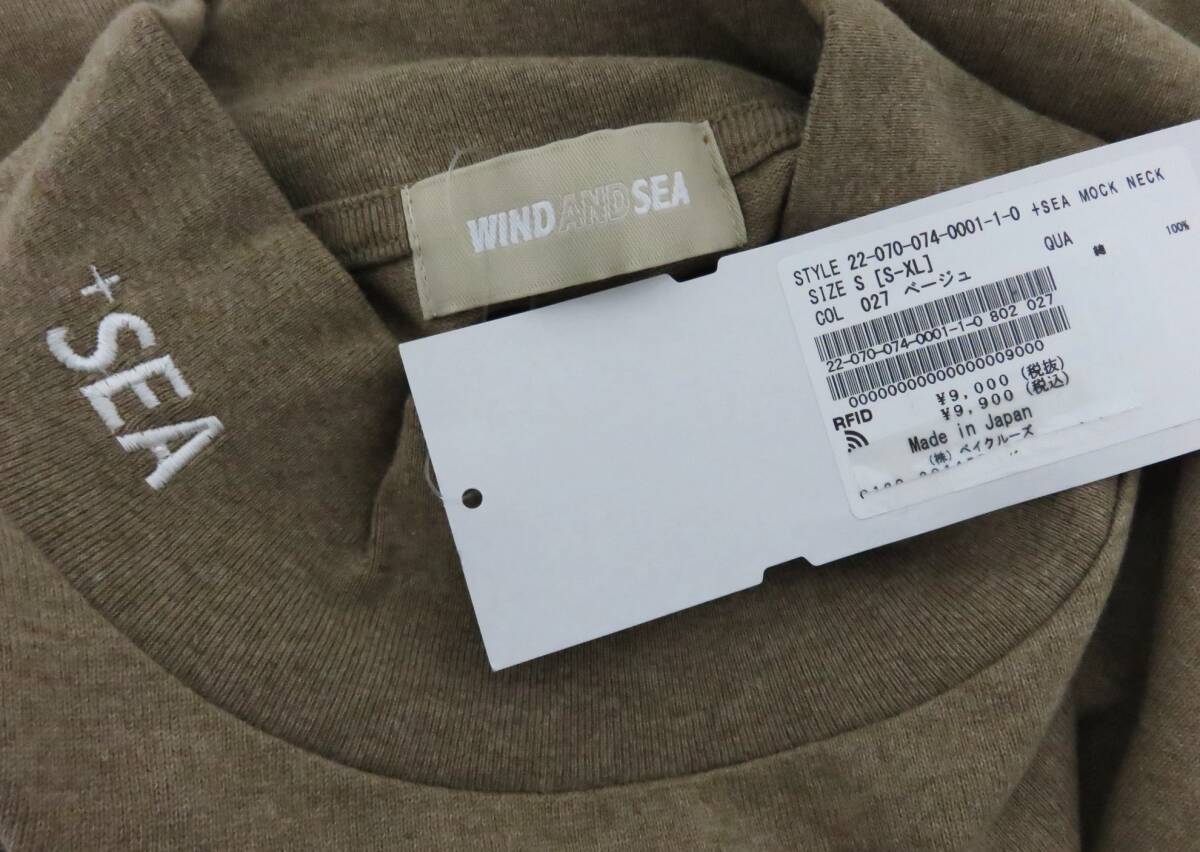 +SEA
WIND AND SEA
STYLE 22-070-074-0001-1-0 +SEA MOCK NECK
SIZE S [S-XL]
QUA 綿 100%
COL 027 ベージュ
22-070-074-0001-1-0 802 027
0000000000000009000
RFID
¥9,000 (税抜)
¥9,900 (税込)
Made in Japan
(株) ベイクルーズ